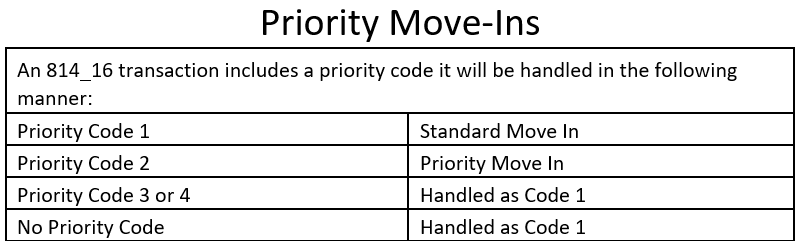 Priority Move-Ins
An 814_16 transaction includes a priority code it will be handled in the following
manner:
Priority Code 1 Standard Move In
Priority Code 2 Priority Move In
Priority Code 3 or 4 Handled as Code 1
No Priority Code Handled as Code 1